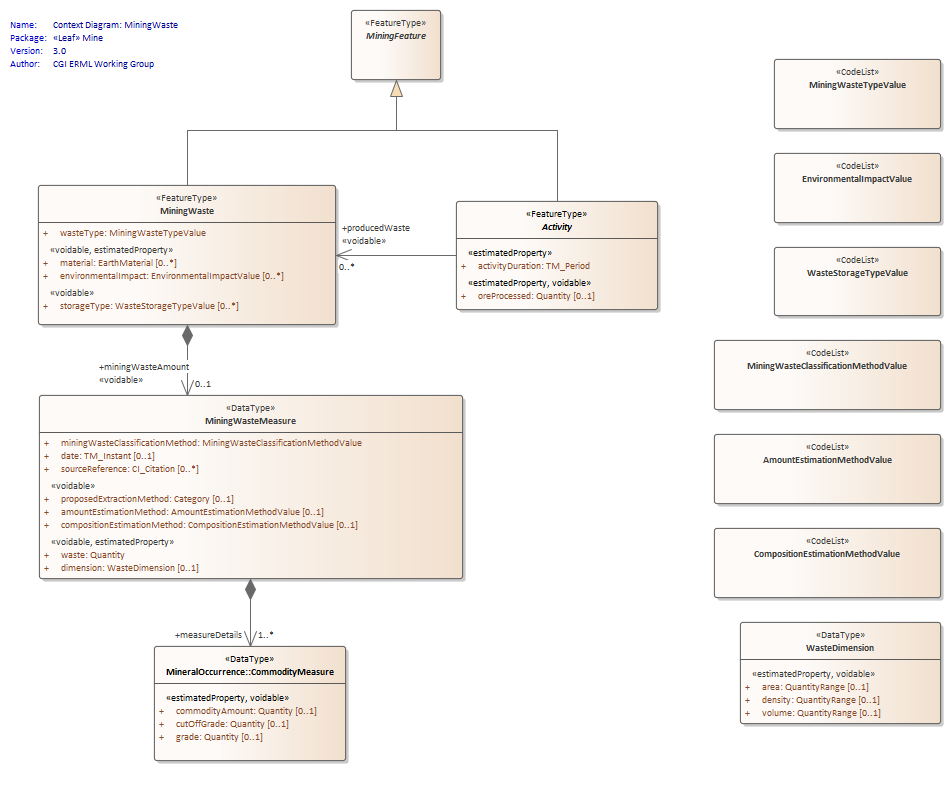 Name: Context Diagram: MiningWaste
Package: «Leaf» Mine
Version: 3.0
Author: CGI ERML Working Group
«FeatureType»
MiningFeature
«FeatureType»
MiningWaste
+ wasteType: MiningWasteTypeValue
«voidable, estimatedProperty»
+ material: EarthMaterial [0..*]
+ environmentalImpact: EnvironmentalImpactValue [0..*]
«voidable»
+ storageType: WasteStorageTypeValue [0..*]
+producedWaste
«voidable»
0..*
«FeatureType»
Activity
«estimatedProperty»
+ activityDuration: TM_Period
«estimatedProperty, voidable»
+ oreProcessed: Quantity [0..1]
+miningWasteAmount
«voidable»
0..1
«DataType»
MiningWasteMeasure
+ miningWasteClassificationMethod: MiningWasteClassificationMethodValue
+ date: TM_Instant [0..1]
+ sourceReference: CI_Citation [0..*]
«voidable»
+ proposedExtractionMethod: Category [0..1]
+ amountEstimationMethod: AmountEstimationMethodValue [0..1]
+ compositionEstimationMethod: CompositionEstimationMethodValue [0..1]
«voidable, estimatedProperty»
+ waste: Quantity
+ dimension: WasteDimension [0..1]
+measureDetails 1..*
«DataType»
MineralOccurrence::CommodityMeasure
«estimatedProperty, voidable»
+ commodityAmount: Quantity [0..1]
+ cutOffGrade: Quantity [0..1]
+ grade: Quantity [0..1]
«CodeList»
MiningWasteTypeValue
«CodeList»
EnvironmentalImpactValue
«CodeList»
WasteStorageTypeValue
«CodeList»
MiningWasteClassificationMethodValue
«CodeList»
AmountEstimationMethodValue
«CodeList»
CompositionEstimationMethodValue
«DataType»
WasteDimension
«estimatedProperty, voidable»
+ area: QuantityRange [0..1]
+ density: QuantityRange [0..1]
+ volume: QuantityRange [0..1]